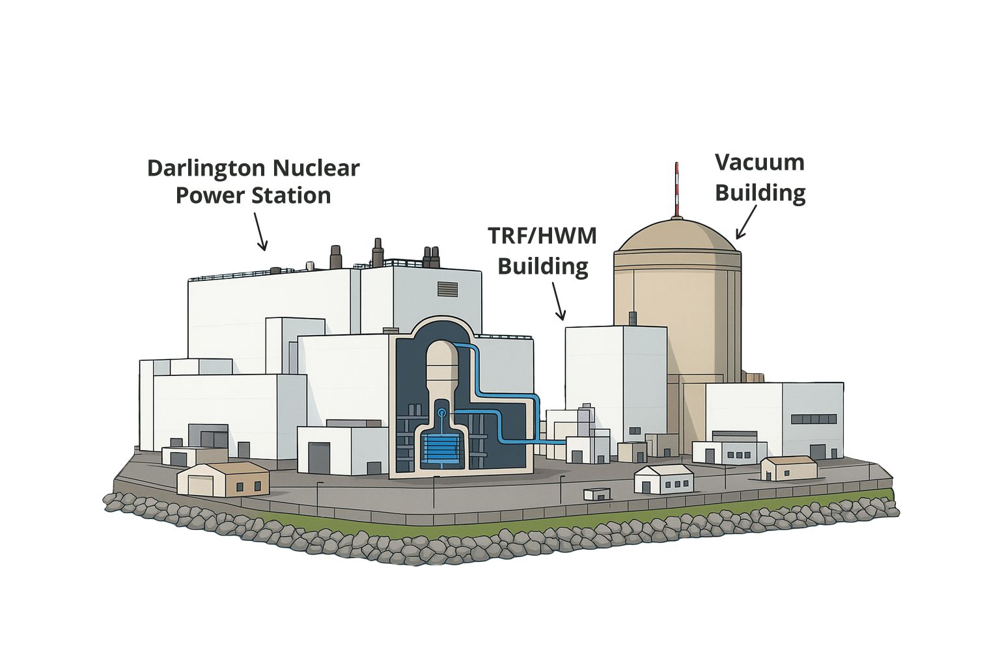 Darlington Nuclear
Power Station
TRF/HWM
Building
Vacuum
Building